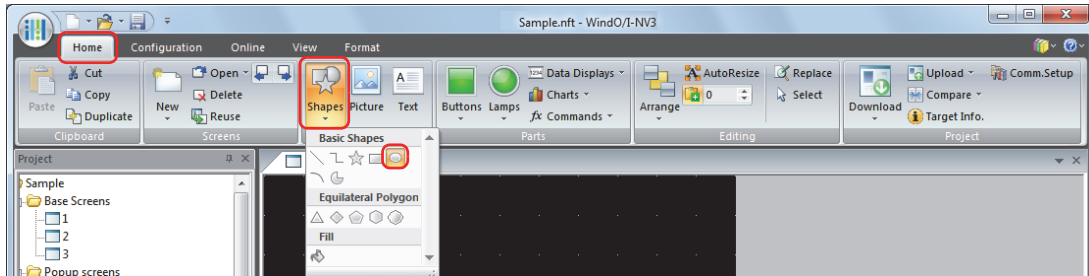 Sample.nft - WindO/I-NV3
Home Configuration Online View Format
Cut Open AutoResize Replace Upload Comm.Setup
Copy Delete Data Displays 0 Select Compare
Paste Duplicate New Reuse Shapes Picture Text Buttons Lamps Charts Arrange Download Target Info.
fx Commands
Clipboard Screens Parts Editing Project
Basic Shapes
Project
Sample
Base Screens
Equilateral Polygon
1
2
Fill
3
Popup screens